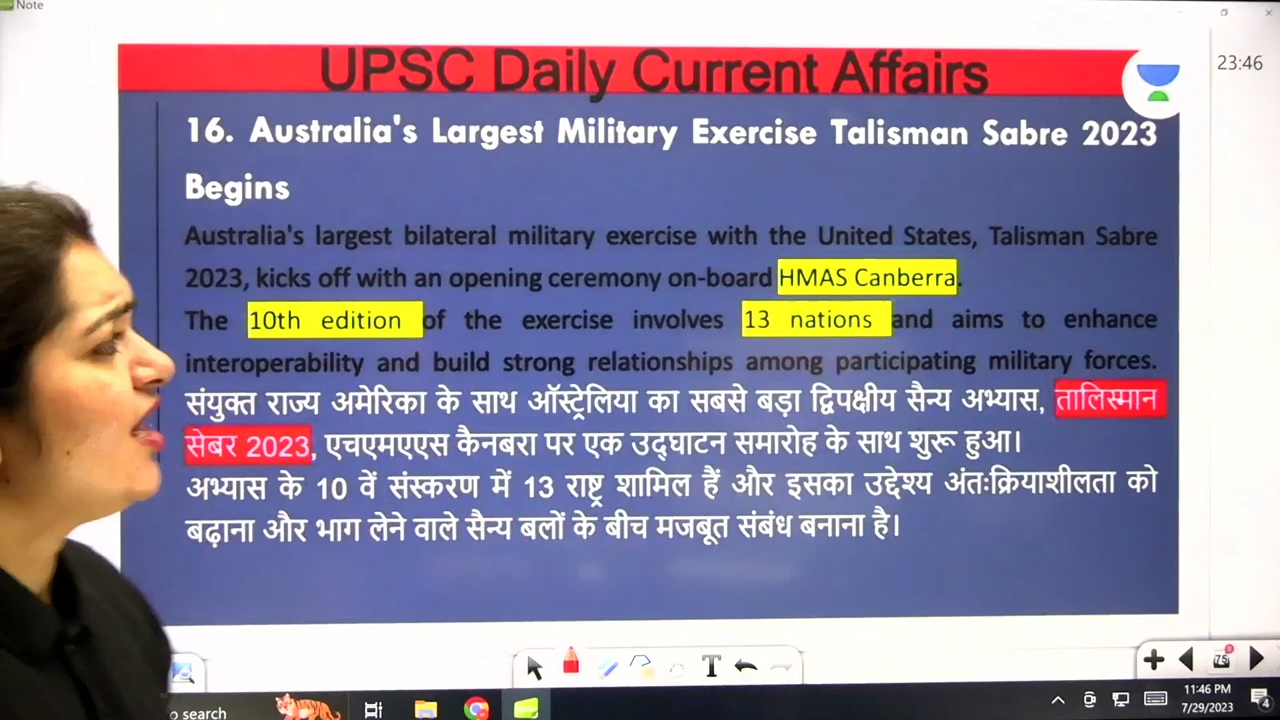 Note
UPSC Daily Current Affairs
23:46
16. Australia's Largest Military Exercise Talisman Sabre 2023
Begins
Australia's largest bilateral military exercise with the United States, Talisman Sabre
2023, kicks off with an opening ceremony on-board HMAS Canberra.
The 10th edition of the exercise involves 13 nations and aims to enhance
interoperability and build strong relationships among participating military forces.
संयुक्त राज्य अमेरिका के साथ ऑस्ट्रेलिया का सबसे बड़ा द्विपक्षीय सैन्य अभ्यास, तालिस्मान
सेबर 2023, एचएमएएस कैनबरा पर एक उद्घाटन समारोह के साथ शुरू हुआ।
अभ्यास के 10 वें संस्करण में 13 राष्ट्र शामिल हैं और इसका उद्देश्य अंतःक्रियाशीलता को
बढ़ाना और भाग लेने वाले सैन्य बलों के बीच मजबूत संबंध बनाना है।
T
75
o search
11:46 PM
7/29/2023
4